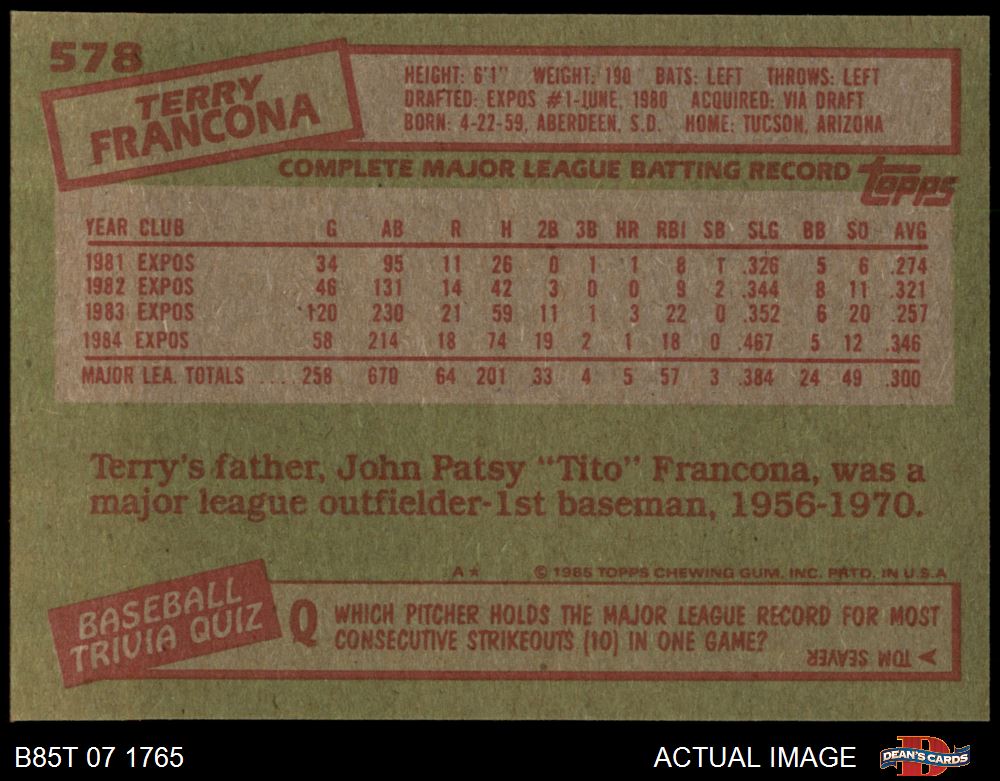 578
TERRY
FRANCONA
HEIGHT: 6'1" WEIGHT: 190 BATS: LEFT THROWS: LEFT
DRAFTED: EXPOS #1-JUNE, 1980 ACQUIRED: VIA DRAFT
BORN: 4-22-59, ABERDEEN, S.D. HOME: TUCSON, ARIZONA
COMPLETE MAJOR LEAGUE BATTING RECORD topps
YEAR CLUB G AB R H 2B 3B HR RBI SB SLG BB SO AVG
1981 EXPOS 34 95 11 26 0 1 1 8 1 .326 5 6 .274
1982 EXPOS 46 131 14 42 3 0 0 9 2 .344 8 11 .321
1983 EXPOS 120 230 21 59 11 1 3 22 0 .352 6 20 .257
1984 EXPOS 58 214 18 74 19 2 1 18 0 .467 5 12 .346
MAJOR LEA. TOTALS .... 258 670 64 201 33 4 5 57 3 .384 24 49 .300
Terry's father, John Patsy "Tito" Francona, was a
major league outfielder-1st baseman, 1956-1970.
A* © 1985 TOPPS CHEWING GUM, INC. PRTD. IN U.S.A
BASEBALL
TRIVIA QUIZ
Q WHICH PITCHER HOLDS THE MAJOR LEAGUE RECORD FOR MOST
CONSECUTIVE STRIKEOUTS (10) IN ONE GAME?
TOM SEAVER
B85T 07 1765 ACTUAL IMAGE DEAN'S CARDS